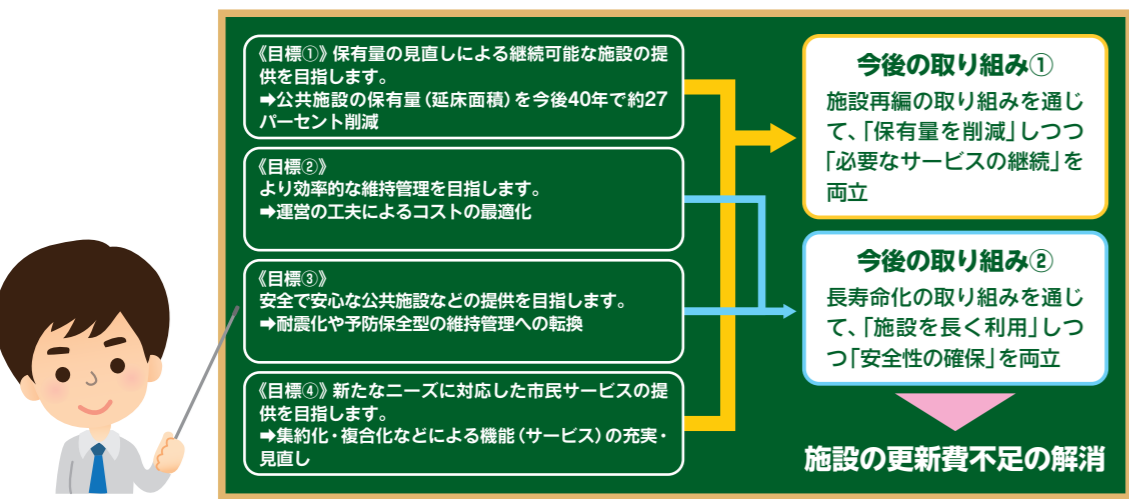 《目標①》保有量の見直しによる継続可能な施設の提
供を目指します。
➡公共施設の保有量(延床面積)を今後40年で約27
パーセント削減
《目標②》
より効率的な維持管理を目指します。
➡運営の工夫によるコストの最適化
《目標③》
安全で安心な公共施設などの提供を目指します。
➡耐震化や予防保全型の維持管理への転換
《目標④》新たなニーズに対応した市民サービスの提
供を目指します。
➡集約化・複合化などによる機能(サービス)の充実・
見直し
今後の取り組み①
施設再編の取り組みを通じ
て、「保有量を削減」しつつ
「必要なサービスの継続」を
両立
今後の取り組み②
長寿命化の取り組みを通じ
て、「施設を長く利用」しつ
つ「安全性の確保」を両立
施設の更新費不足の解消